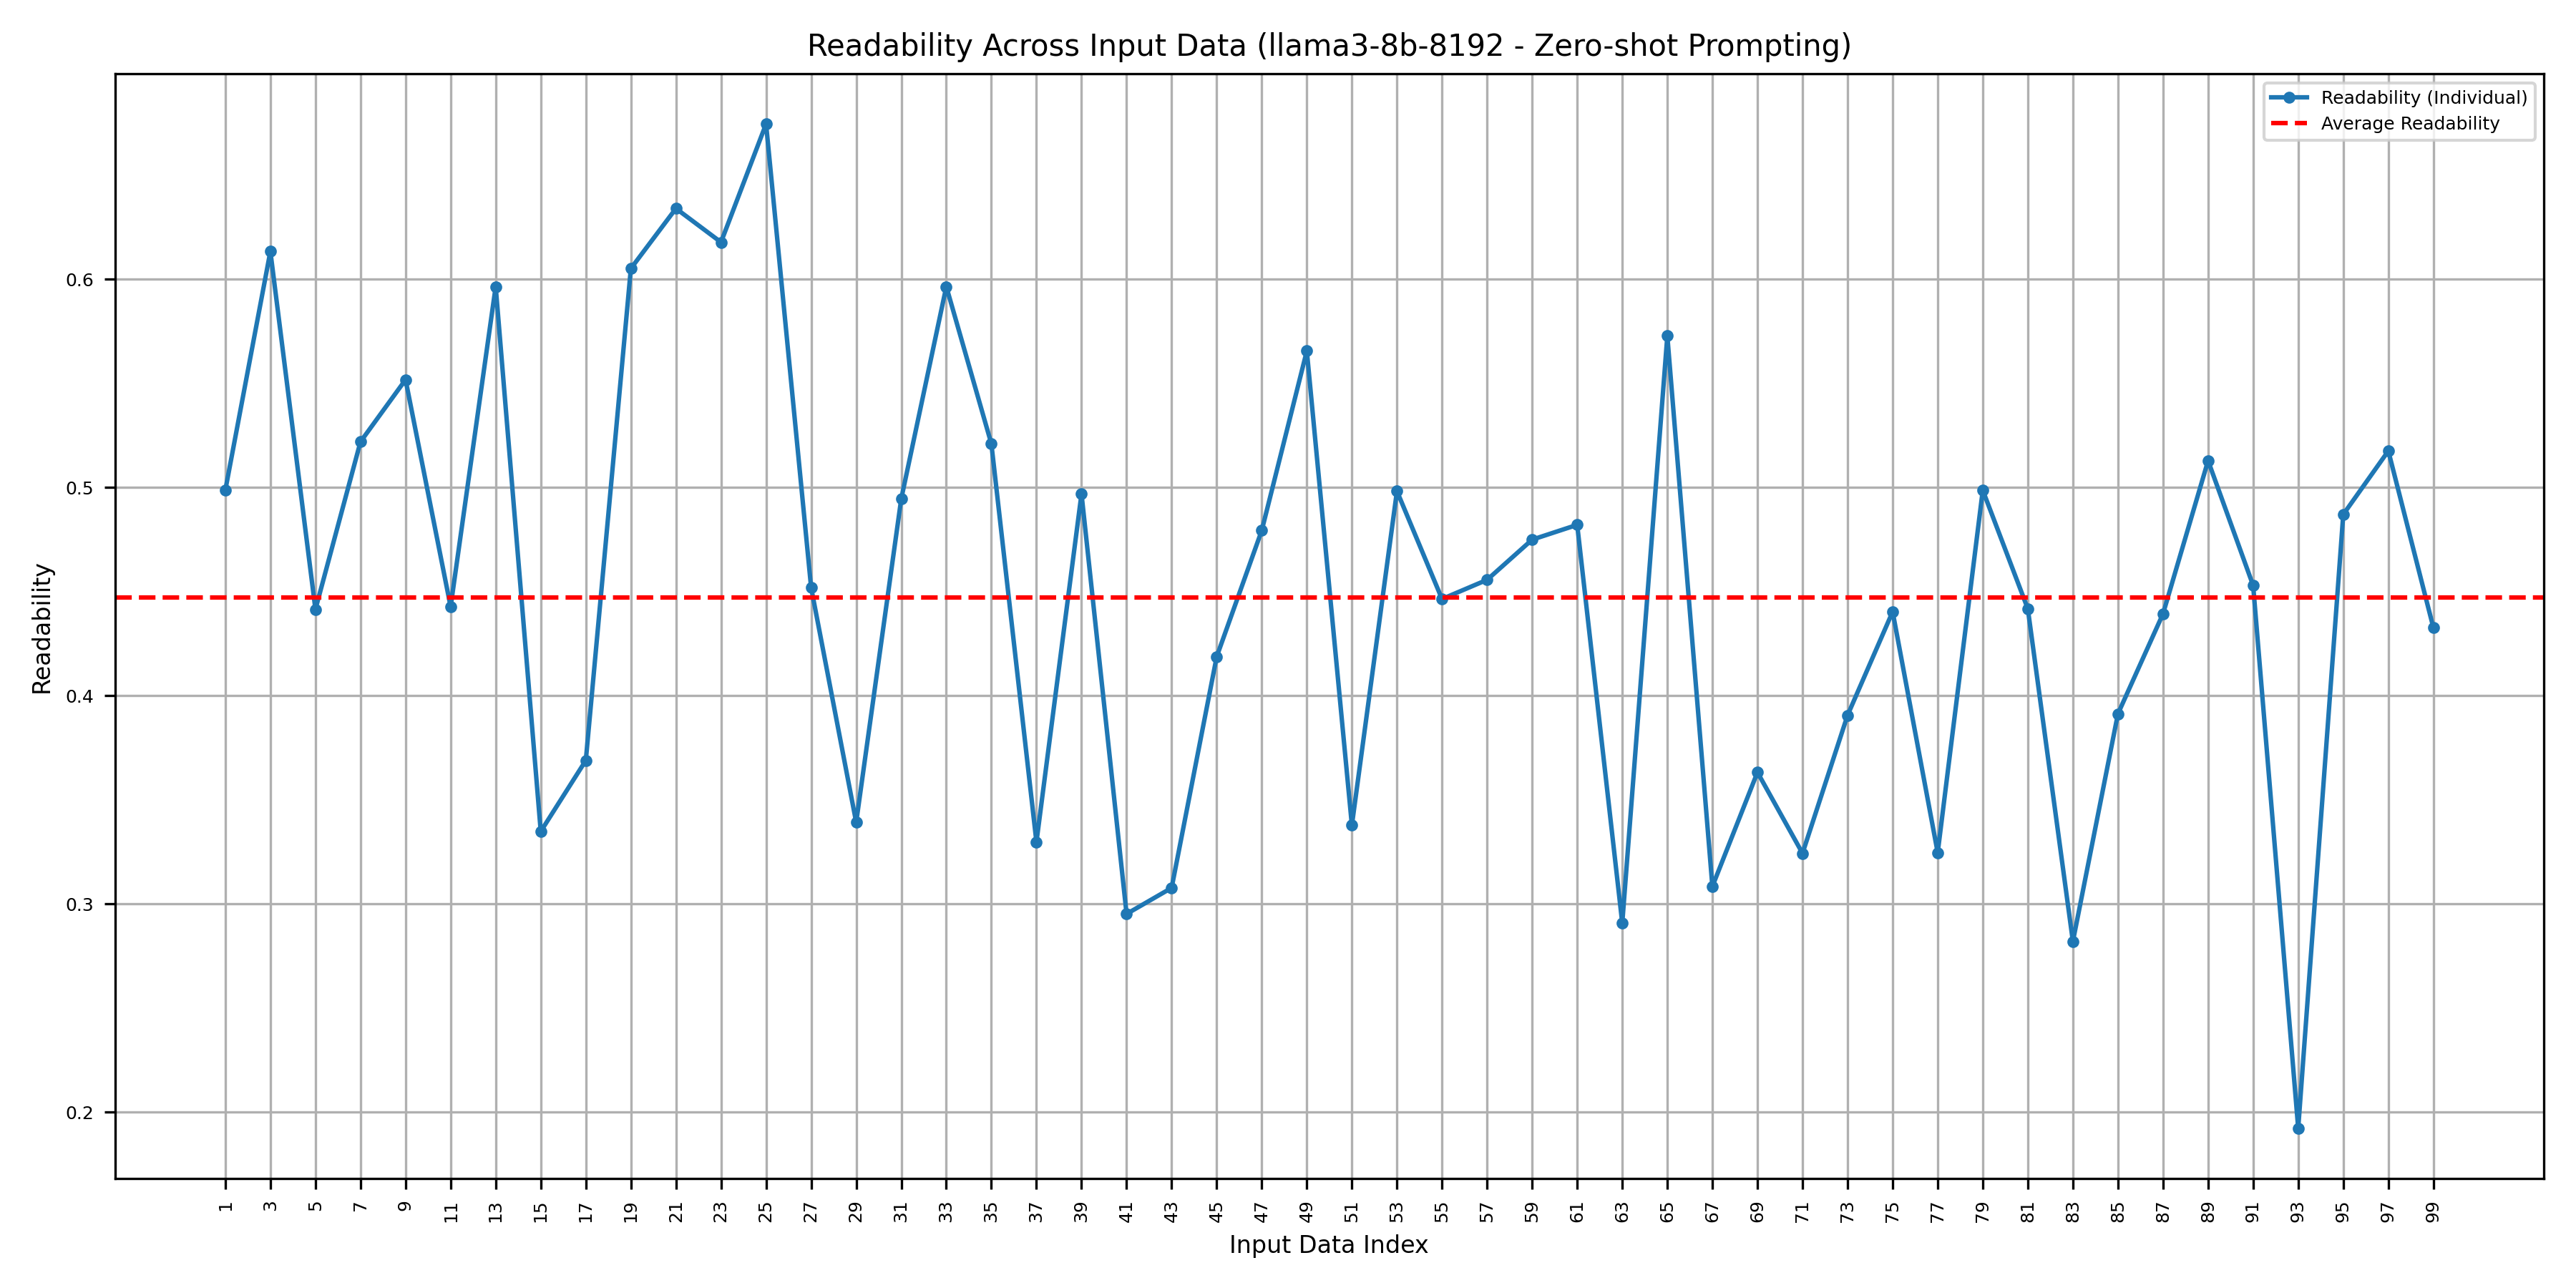 Readability Across Input Data (llama3-8b-8192 - Zero-shot Prompting)
Readability (Individual)
Average Readability
Readability
0.6
0.5
0.4
0.3
0.2
1 3 5 7 9 11 13 15 17 19 21 23 25 27 29 31 33 35 37 39 41 43 45 47 49 51 53 55 57 59 61 63 65 67 69 71 73 75 77 79 81 83 85 87 89 91 93 95 97 99
Input Data Index